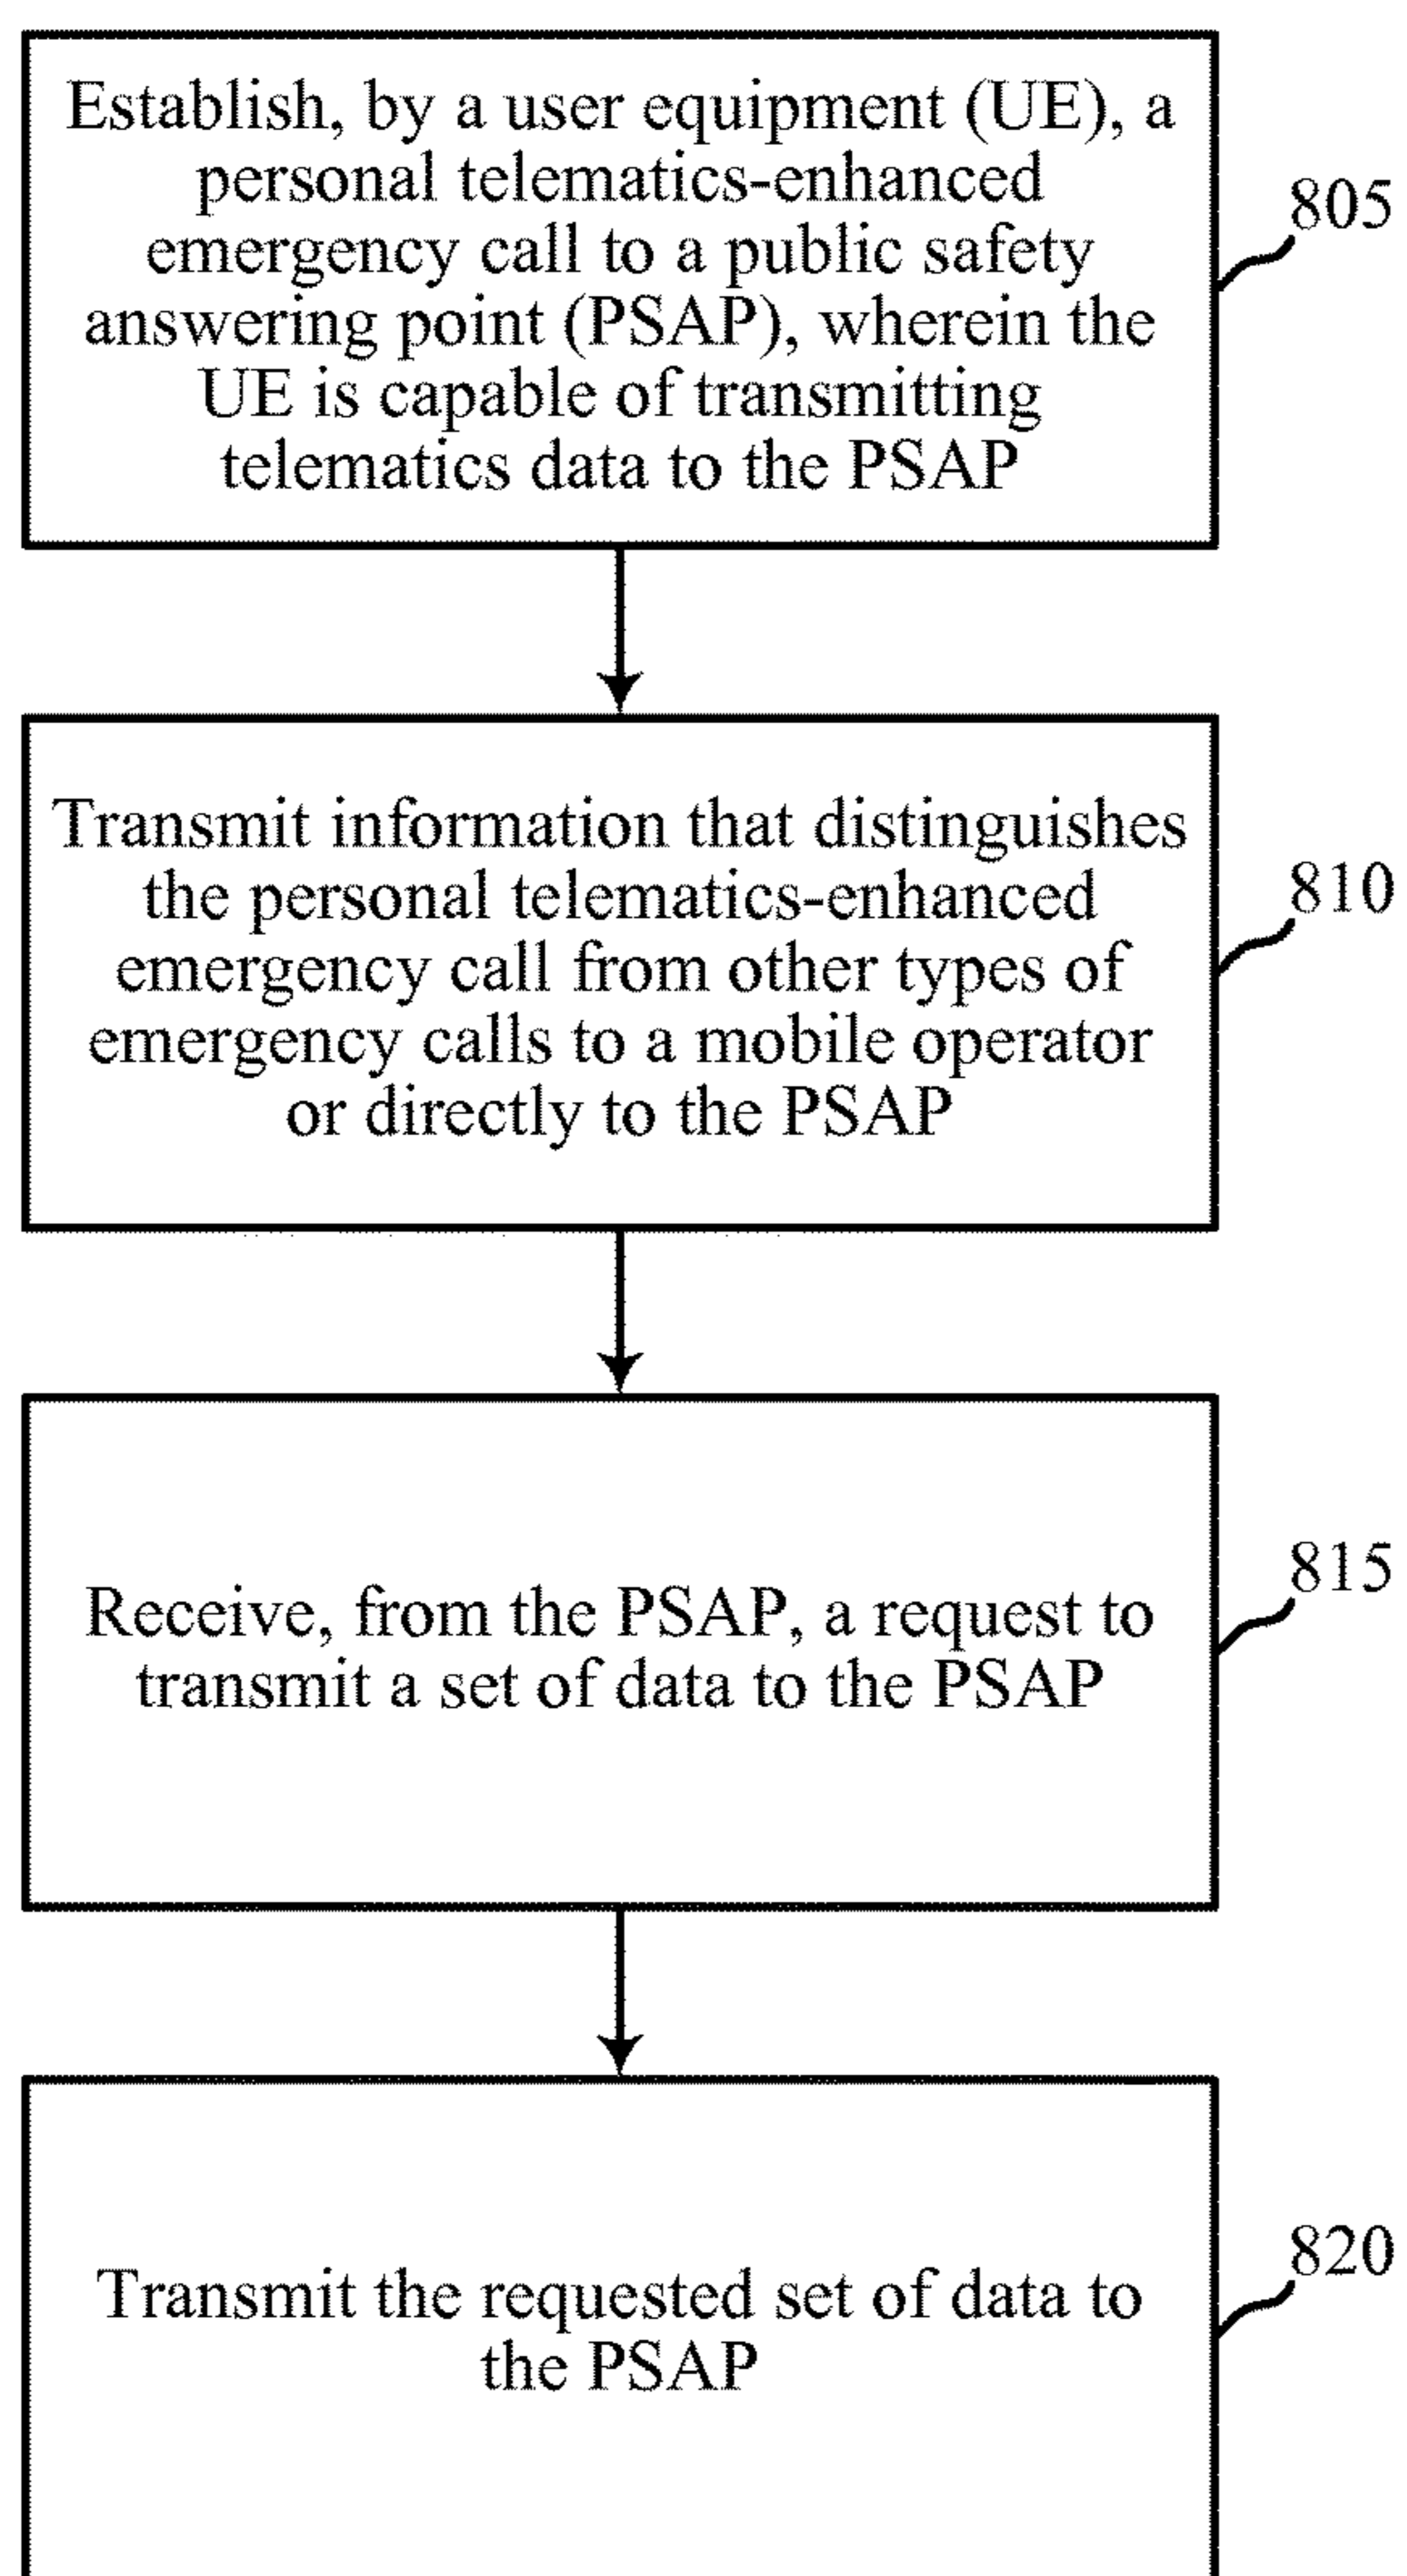 Establish, by a user equipment (UE), a
personal telematics-enhanced
emergency call to a public safety
answering point (PSAP), wherein the
UE is capable of transmitting
telematics data to the PSAP
805
Transmit information that distinguishes
the personal telematics-enhanced
emergency call from other types of
emergency calls to a mobile operator
or directly to the PSAP
810
Receive, from the PSAP, a request to
transmit a set of data to the PSAP
815
Transmit the requested set of data to
the PSAP
820